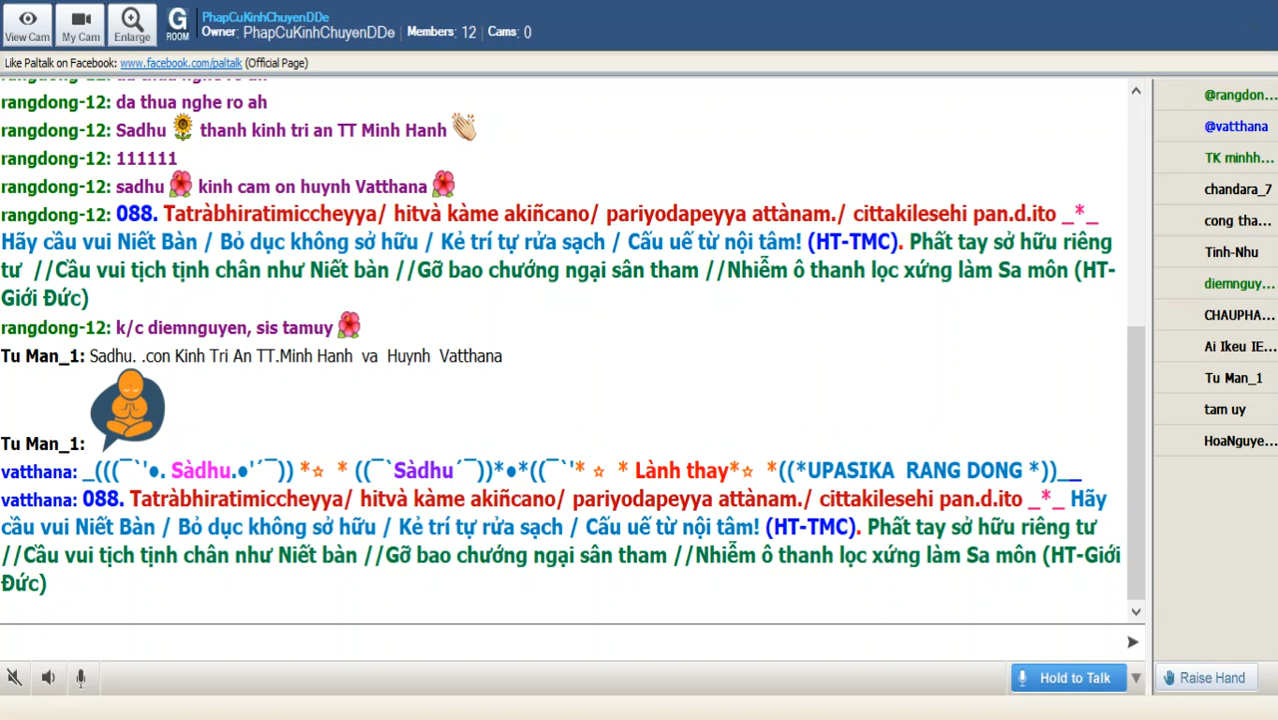 View Cam
My Cam
Enlarge
G
ROOM
PhapCuKinhChuyenDDe
Owner: PhapCuKinhChuyenDDe Members: 12 Cams: 0
Like Paltalk on Facebook: www.facebook.com/paltalk (Official Page)
rangdong-12: da thua nghe ro ah
rangdong-12: Sadhu thanh kinh tri an TT Minh Hanh
rangdong-12: 111111
rangdong-12: sadhu kinh cam on huynh Vatthana
rangdong-12: 088. Tatràbhiratimiccheyya/ hitvà kàme akiñcano/ pariyodapeyya attànam./ cittakilesehi pan.d.ito _*_
Hãy cầu vui Niết Bàn / Bỏ dục không sở hữu / Kẻ trí tự rửa sạch / Cấu uế từ nội tâm! (HT-TMC). Phất tay sở hữu riêng
tư //Cầu vui tịch tịnh chân như Niết bàn //Gỡ bao chướng ngại sân tham //Nhiễm ô thanh lọc xứng làm Sa môn (HT-
Giới Đức)
rangdong-12: k/c diemnguyen, sis tamuy
Tu Man_1: Sadhu. .con Kinh Tri An TT.Minh Hanh va Huynh Vatthana
Tu Man_1:
vatthana: _(((¯`'•. Sàdhu.•'´¯)) *☆ * ((¯`Sàdhu´¯))*•*((¯`'* ☆ * Lành thay*☆ *((*UPASIKA RANG DONG *))__
vatthana: 088. Tatràbhiratimiccheyya/ hitvà kàme akiñcano/ pariyodapeyya attànam./ cittakilesehi pan.d.ito _*_ Hãy
cầu vui Niết Bàn / Bỏ dục không sở hữu / Kẻ trí tự rửa sạch / Cấu uế từ nội tâm! (HT-TMC). Phất tay sở hữu riêng tư
//Cầu vui tịch tịnh chân như Niết bàn //Gỡ bao chướng ngại sân tham //Nhiễm ô thanh lọc xứng làm Sa môn (HT-Giới
Đức)
@rangdon...
@vatthana
TK minhh...
chandara_7
cong tha...
Tinh-Nhu
diemnguy...
CHAUPHA...
Ai Ikeu IE...
Tu Man_1
tam uy
HoaNguye...
Hold to Talk
Raise Hand